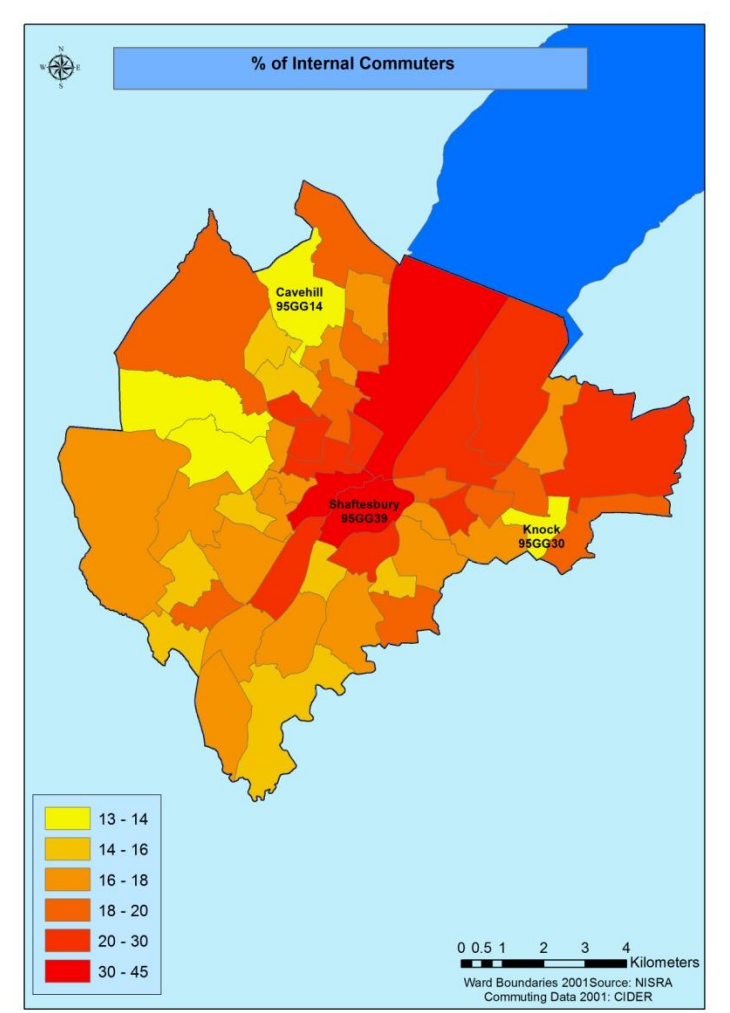 % of Internal Commuters
N
W E
S
Cavehill
95GG14
Shaftesbury
95GG39
Knock
95GG30
13 - 14
14 - 16
16 - 18
18 - 20
20 - 30
30 - 45
0 0.5 1 2 3 4
Kilometers
Ward Boundaries 2001Source: NISRA
Commuting Data 2001: CIDER